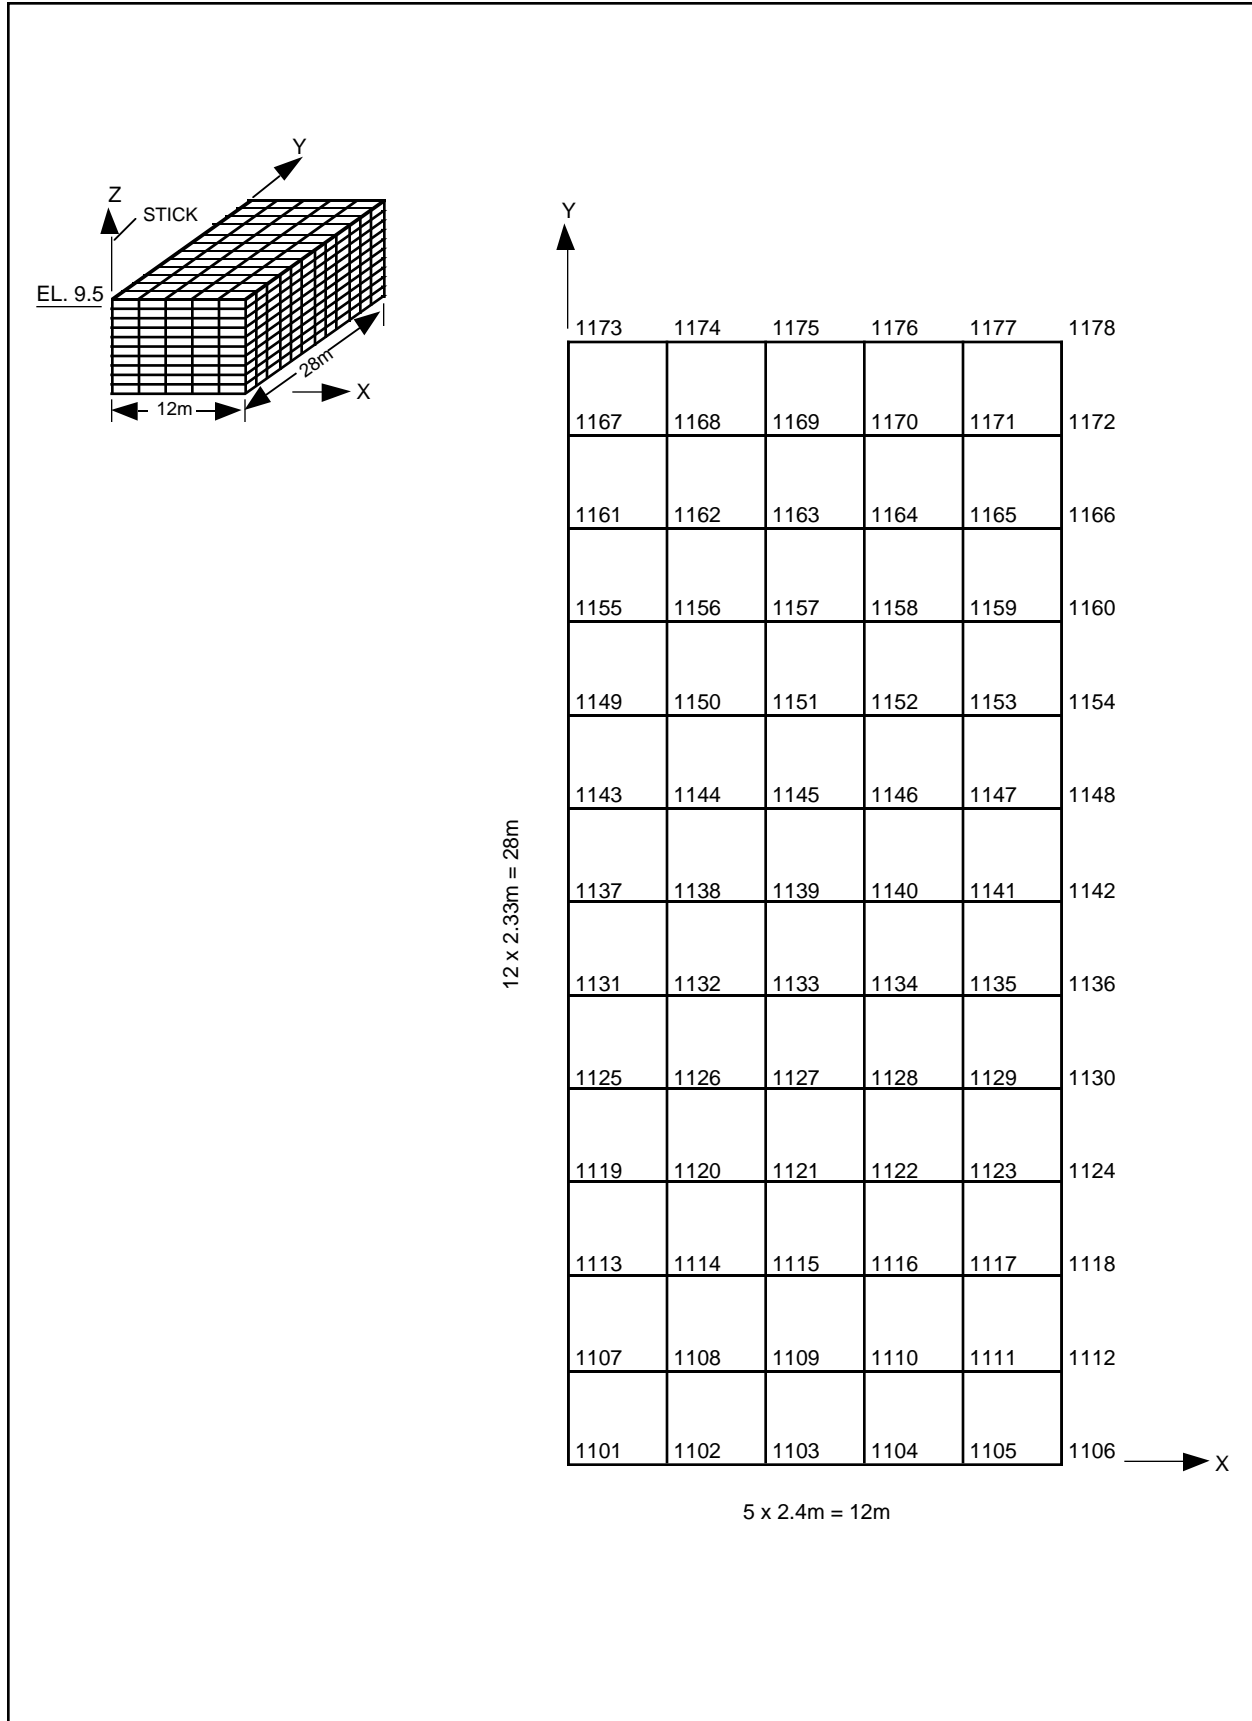 Y
Z
STICK
EL. 9.5
28m
X
12m
Y
1173 1174 1175 1176 1177 1178
1167 1168 1169 1170 1171 1172
1161 1162 1163 1164 1165 1166
1155 1156 1157 1158 1159 1160
1149 1150 1151 1152 1153 1154
1143 1144 1145 1146 1147 1148
12 x 2.33m = 28m
1137 1138 1139 1140 1141 1142
1131 1132 1133 1134 1135 1136
1125 1126 1127 1128 1129 1130
1119 1120 1121 1122 1123 1124
1113 1114 1115 1116 1117 1118
1107 1108 1109 1110 1111 1112
1101 1102 1103 1104 1105 1106
X
5 x 2.4m = 12m